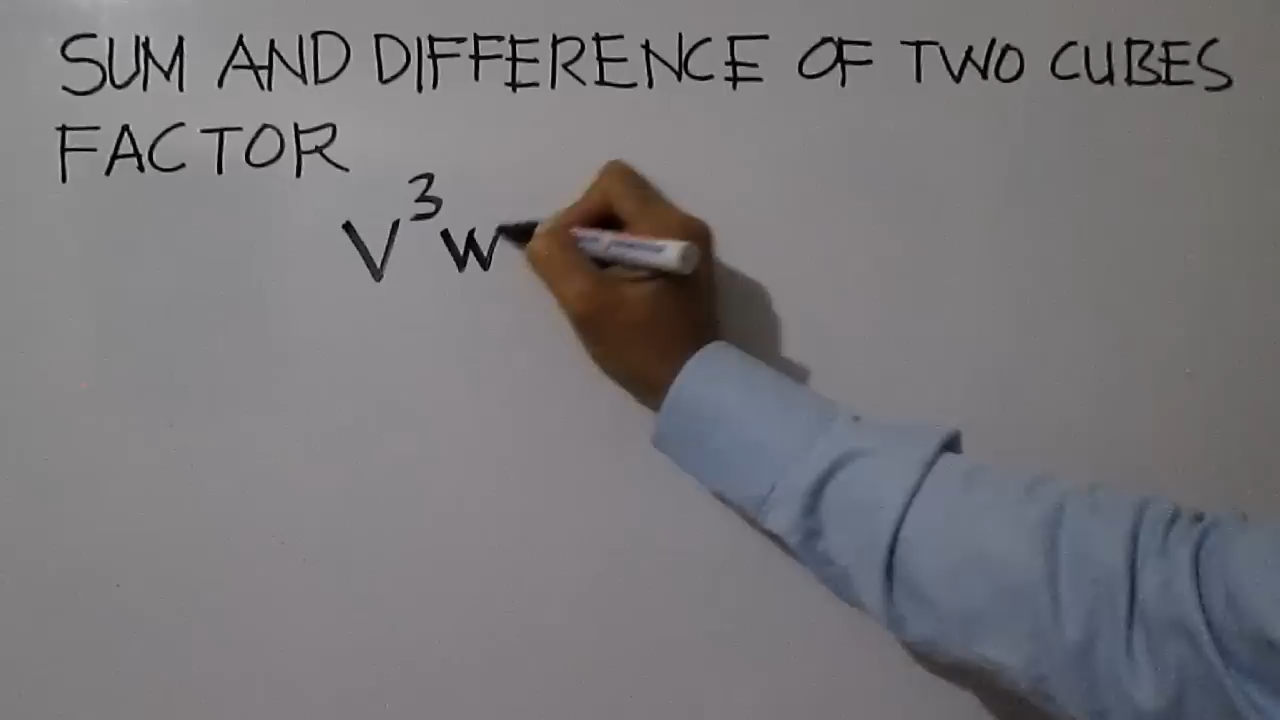 SUM AND DIFFERENCE OF TWO CUBES
FACTOR
V³W